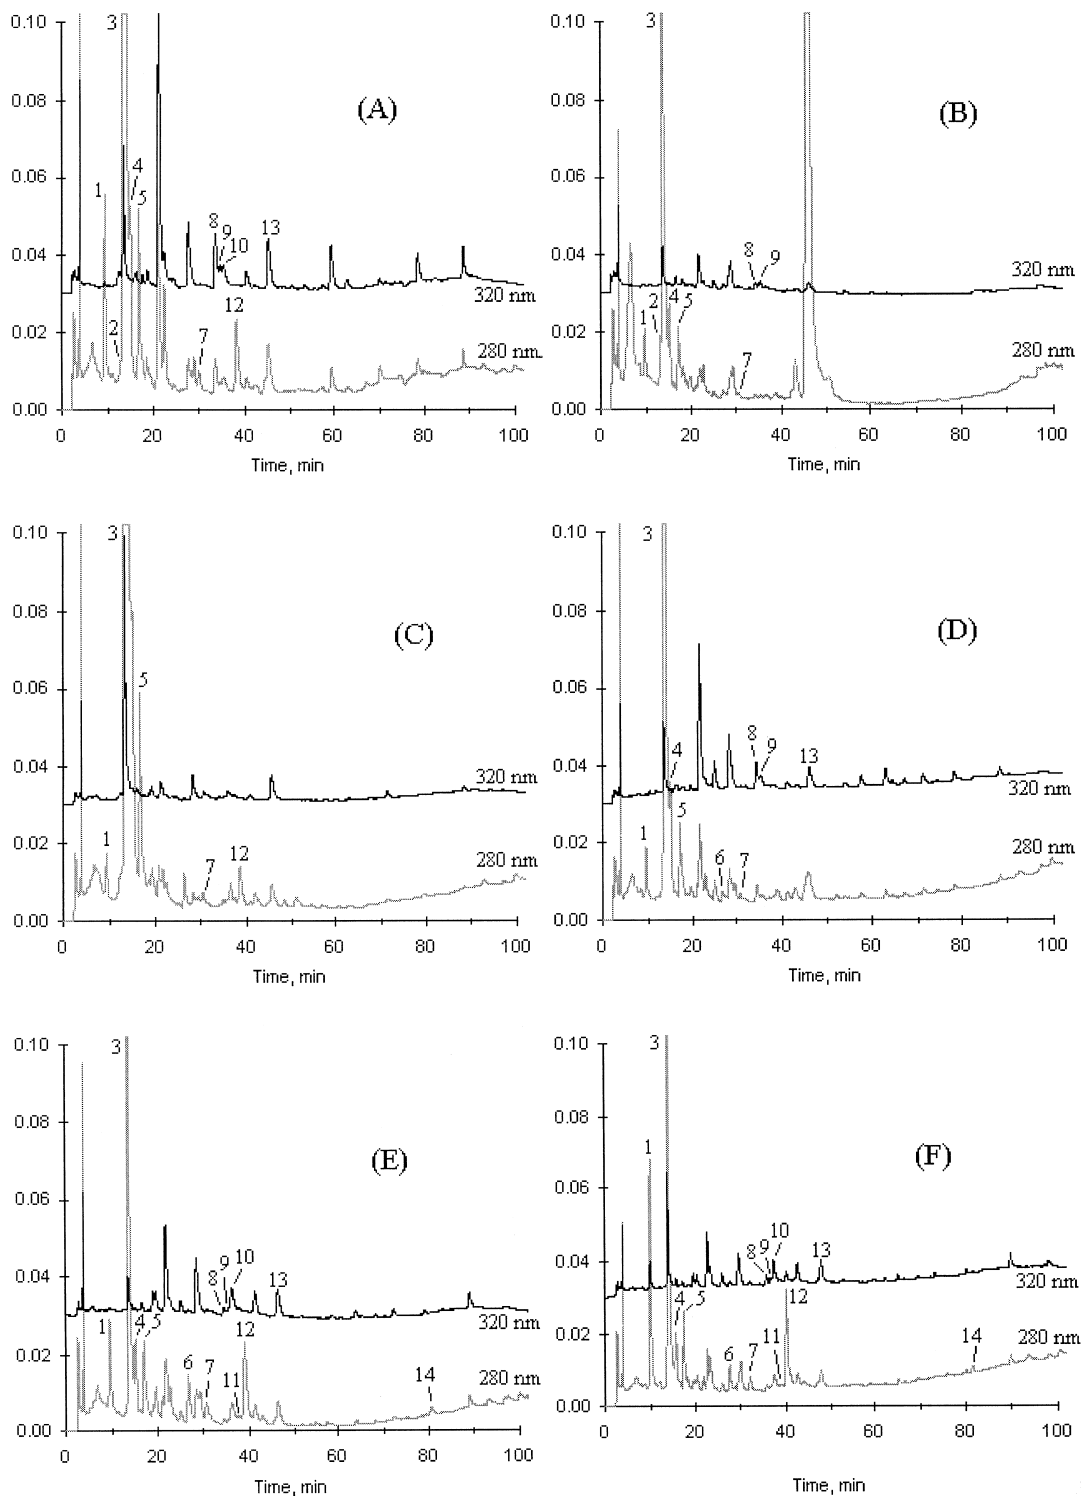 0.10 3
0.08 (A)
0.06 1 4 5
0.04 8 9 10 13
320 nm
0.02 2 7 12 280 nm
0.00
0 20 40 60 80 100
Time, min
0.10 3
0.08 (B)
0.06
0.04 8 9 320 nm
0.02 1 2 4 5 7 280 nm
0.00
0 20 40 60 80 100
Time, min
0.10 3
0.08 (C)
0.06 5
0.04 320 nm
0.02 1 7 12 280 nm
0.00
0 20 40 60 80 100
Time, min
0.10 3
0.08 (D)
0.06
0.04 4 8 9 13 320 nm
0.02 1 5 6 7 280 nm
0.00
0 20 40 60 80 100
Time, min
0.10 3
0.08
0.06 (E)
0.04 8 9 10 13
320 nm
0.02 1 4 5 6 7 11 12 14 280 nm
0.00
0 20 40 60 80 100
Time, min
0.10 3
0.08 1
0.06 (F)
0.04 8 9 10 13 320 nm
0.02 4 5 6 7 11 12 14 280 nm
0.00
0 20 40 60 80 100
Time, min